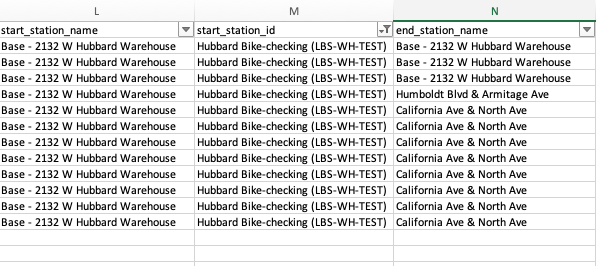 L M N
start_station_name start_station_id end_station_name
Base - 2132 W Hubbard Warehouse Hubbard Bike-checking (LBS-WH-TEST) Base - 2132 W Hubbard Warehouse
Base - 2132 W Hubbard Warehouse Hubbard Bike-checking (LBS-WH-TEST) Base - 2132 W Hubbard Warehouse
Base - 2132 W Hubbard Warehouse Hubbard Bike-checking (LBS-WH-TEST) Base - 2132 W Hubbard Warehouse
Base - 2132 W Hubbard Warehouse Hubbard Bike-checking (LBS-WH-TEST) Humboldt Blvd & Armitage Ave
Base - 2132 W Hubbard Warehouse Hubbard Bike-checking (LBS-WH-TEST) California Ave & North Ave
Base - 2132 W Hubbard Warehouse Hubbard Bike-checking (LBS-WH-TEST) California Ave & North Ave
Base - 2132 W Hubbard Warehouse Hubbard Bike-checking (LBS-WH-TEST) California Ave & North Ave
Base - 2132 W Hubbard Warehouse Hubbard Bike-checking (LBS-WH-TEST) California Ave & North Ave
Base - 2132 W Hubbard Warehouse Hubbard Bike-checking (LBS-WH-TEST) California Ave & North Ave
Base - 2132 W Hubbard Warehouse Hubbard Bike-checking (LBS-WH-TEST) California Ave & North Ave
Base - 2132 W Hubbard Warehouse Hubbard Bike-checking (LBS-WH-TEST) California Ave & North Ave
Base - 2132 W Hubbard Warehouse Hubbard Bike-checking (LBS-WH-TEST) California Ave & North Ave